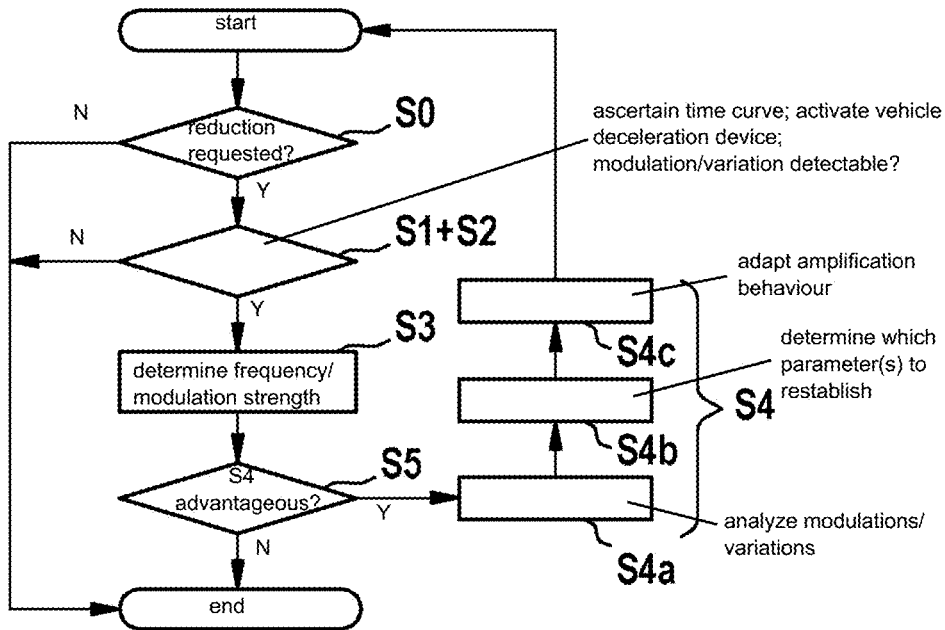 start
N
reduction
requested?
S0
Y
ascertain time curve; activate vehicle
deceleration device;
modulation/variation detectable?
N
S1+S2
Y
S3
determine frequency/
modulation strength
S4
advantageous?
S5
Y
N
end
adapt amplification
behaviour
S4c
determine which
parameter(s) to
restablish
S4b
S4
analyze modulations/
variations
S4a